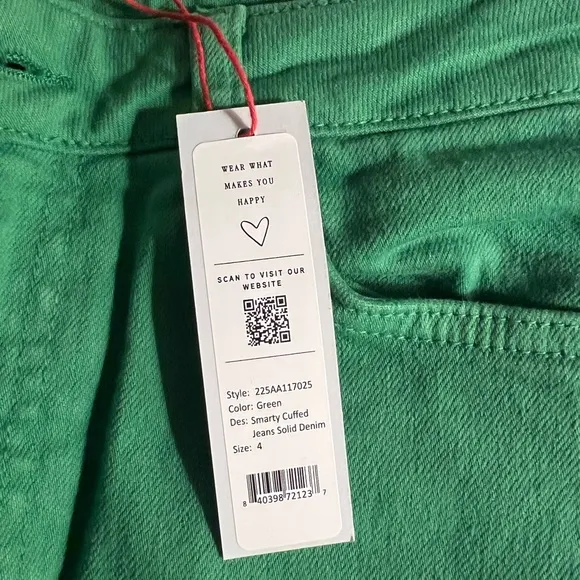 WEAR WHAT
MAKES YOU
HAPPY
SCAN TO VISIT OUR
WEBSITE
Style: 225AA117025
Color: Green
Des: Smarty Cuffed
Jeans Solid Denim
Size: 4
8 40398 72123 7